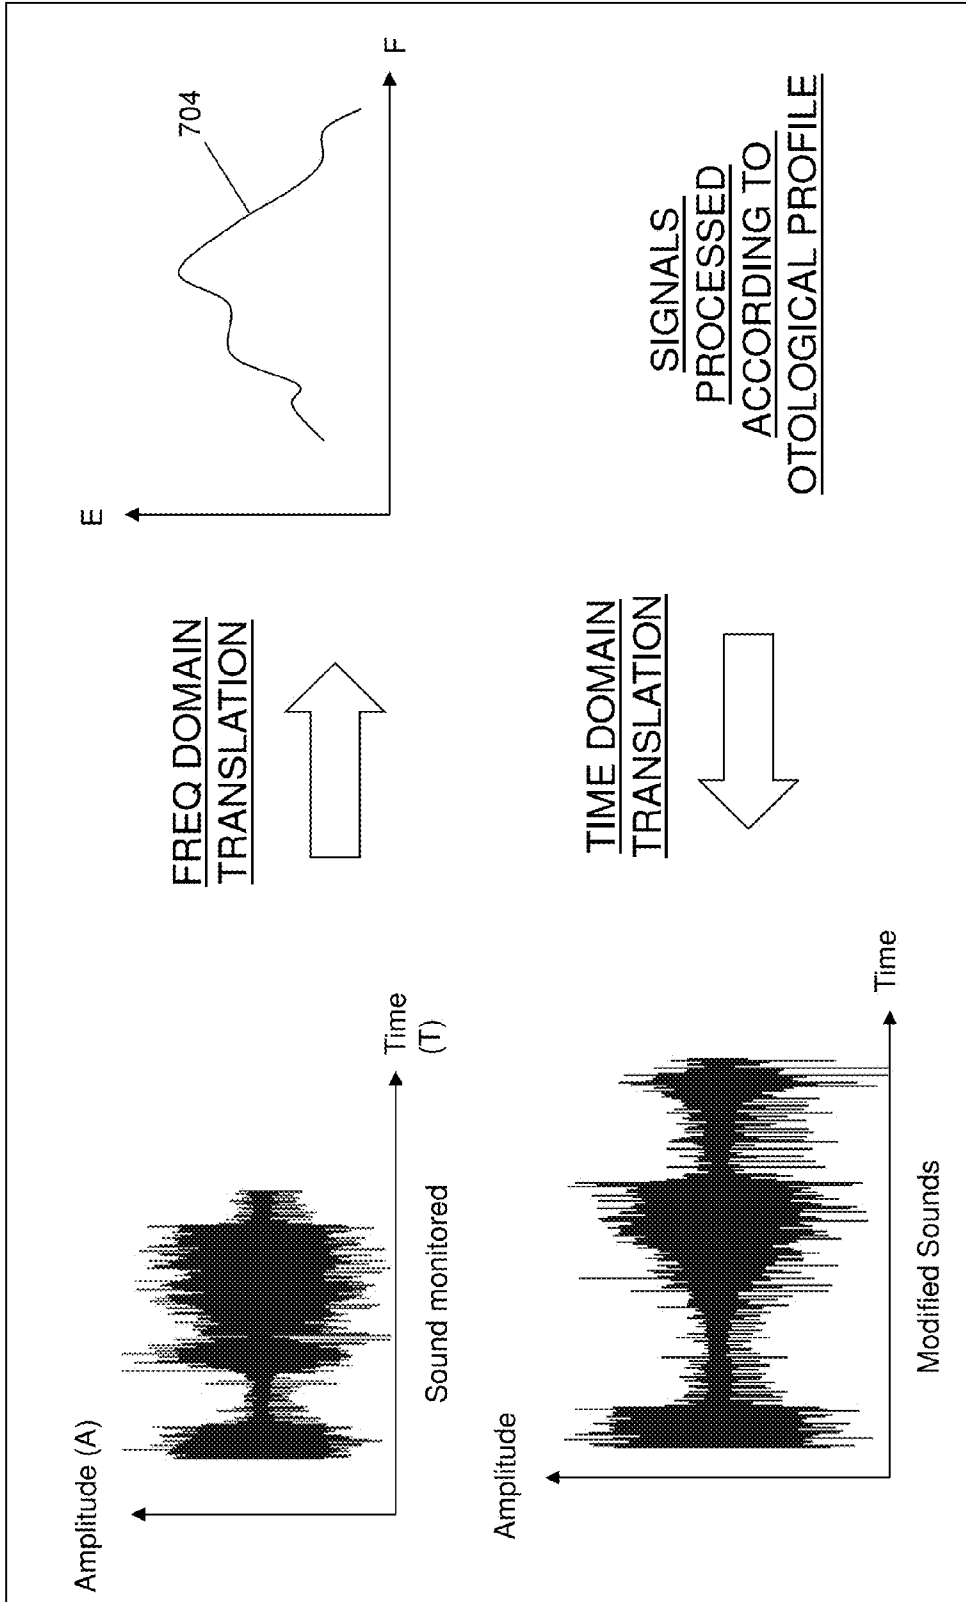 Amplitude (A)
Time
(T)
Sound monitored
FREQ DOMAIN
TRANSLATION
E
704
F
SIGNALS
PROCESSED
ACCORDING TO
OTOLOGICAL PROFILE
TIME DOMAIN
TRANSLATION
Amplitude
Time
Modified Sounds